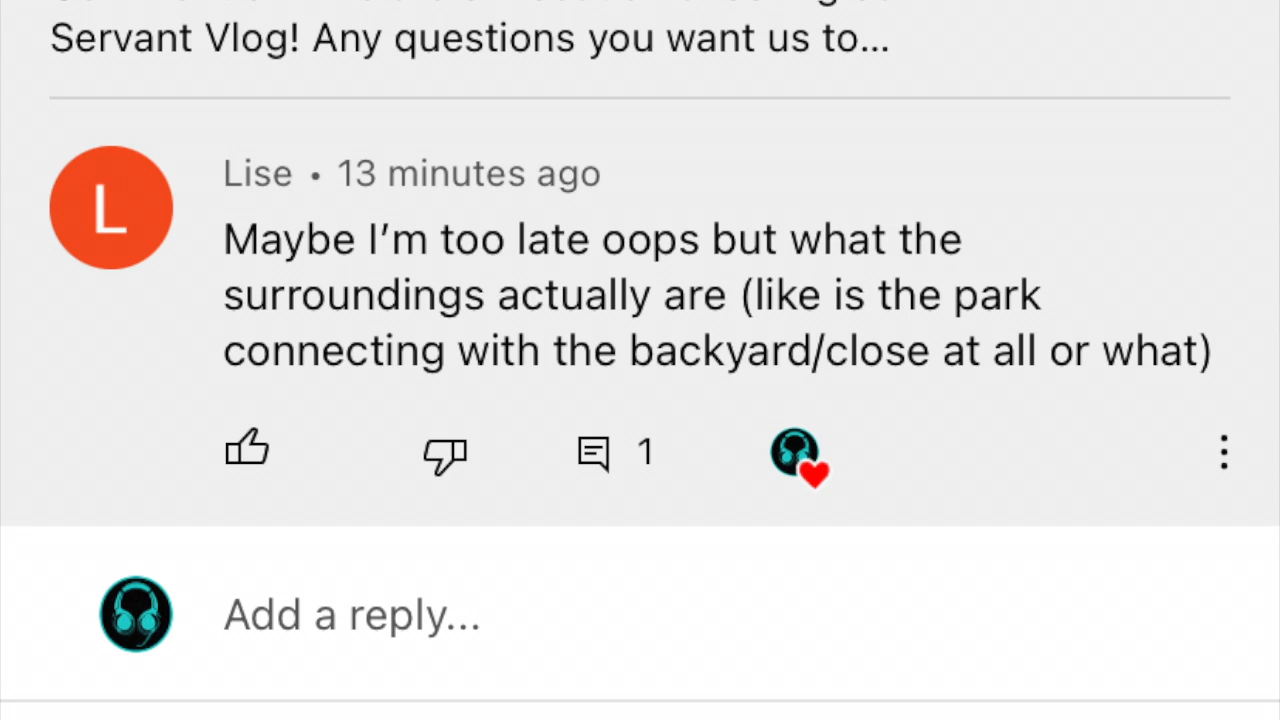 Servant Vlog! Any questions you want us to...
L
Lise • 13 minutes ago
Maybe I’m too late oops but what the
surroundings actually are (like is the park
connecting with the backyard/close at all or what)
1
Add a reply...